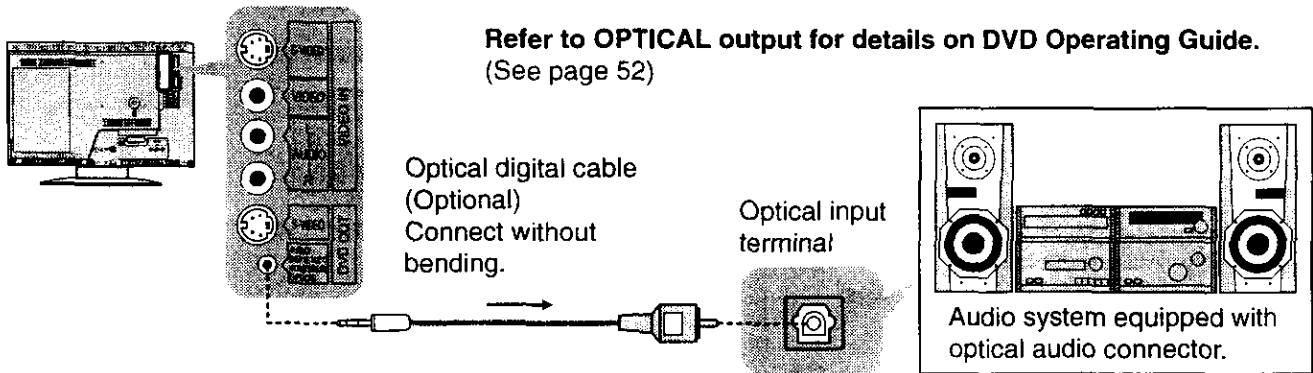 Refer to OPTICAL output for details on DVD Operating Guide.
(See page 52)
S-VIDEO
VIDEO
AUDIO
VIDEO IN
S-VIDEO
DVD OUT
Optical digital cable
(Optional)
Connect without
bending.
Optical input
terminal
Audio system equipped with
optical audio connector.